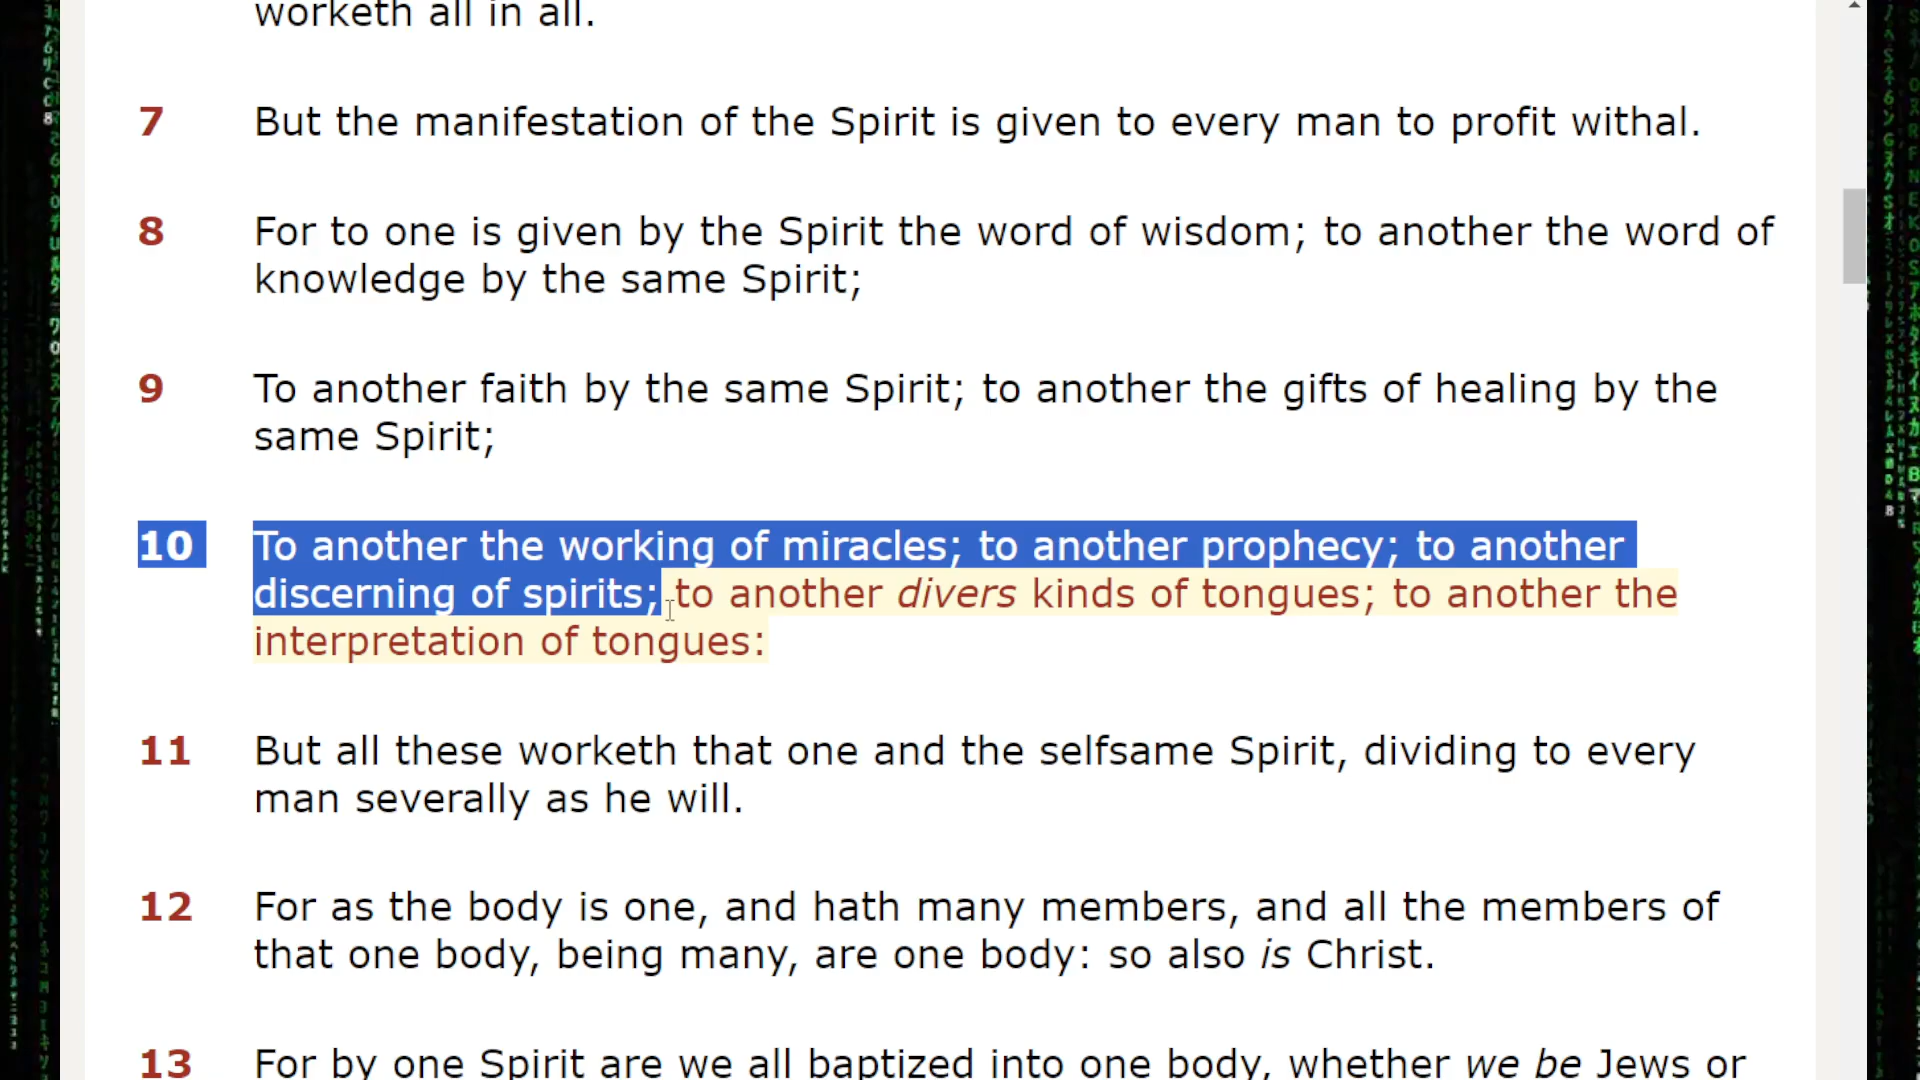 worketh all in all.
7 But the manifestation of the Spirit is given to every man to profit withal.
8 For to one is given by the Spirit the word of wisdom; to another the word of
knowledge by the same Spirit;
9 To another faith by the same Spirit; to another the gifts of healing by the
same Spirit;
10 To another the working of miracles; to another prophecy; to another
discerning of spirits; to another divers kinds of tongues; to another the
interpretation of tongues:
11 But all these worketh that one and the selfsame Spirit, dividing to every
man severally as he will.
12 For as the body is one, and hath many members, and all the members of
that one body, being many, are one body: so also is Christ.
13 For by one Spirit are we all baptized into one body, whether we be Jews or